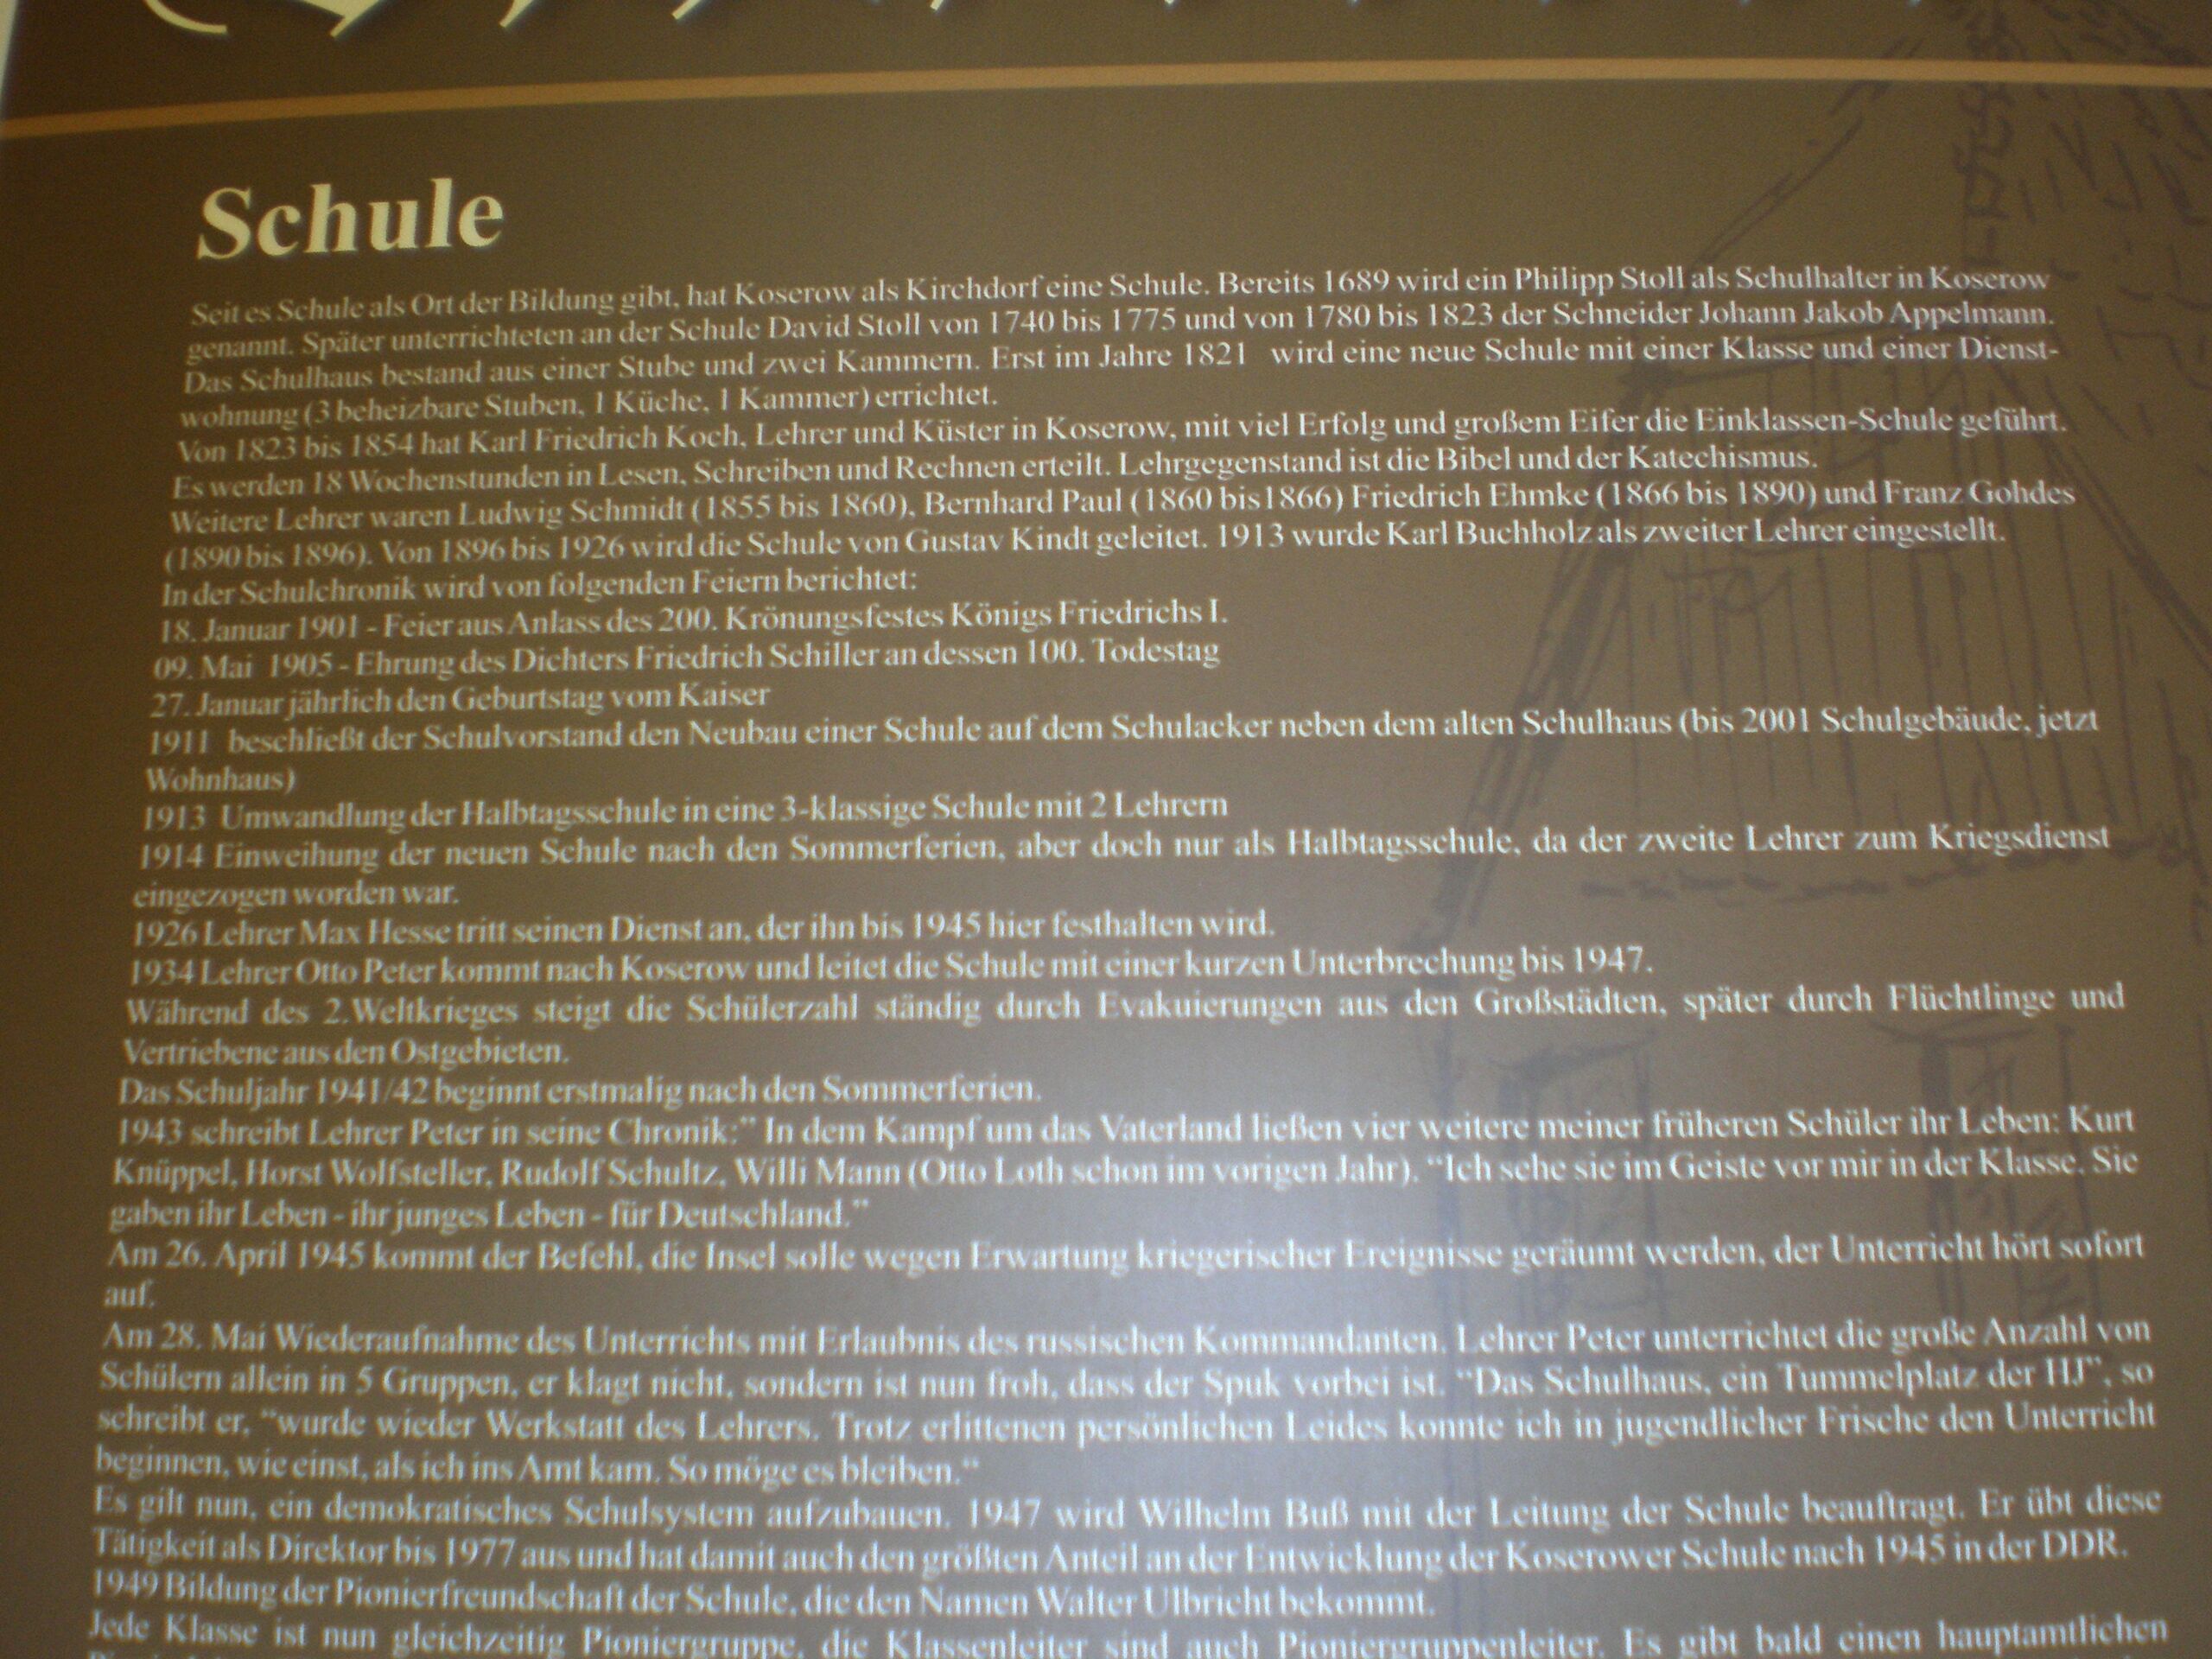 Schule
Seit es Schule als Ort der Bildung gibt, hat Koserow als Kirchdorf eine Schule. Bereits 1689 wird ein Philipp Stoll als Schulhalter in Koserow
genannt. Später unterrichteten an der Schule David Stoll von 1740 bis 1775 und von 1780 bis 1823 der Schneider Johann Jakob Appelmann.
Das Schulhaus bestand aus einer Stube und zwei Kammern. Erst im Jahre 1821 wird eine neue Schule mit einer Klasse und einer Dienst-
wohnung (3 beheizbare Stuben, 1 Küche, 1 Kammer) errichtet.
Von 1823 bis 1854 hat Karl Friedrich Koch, Lehrer und Küster in Koserow, mit viel Erfolg und großem Eifer die Einklassen-Schule geführt.
Es werden 18 Wochenstunden in Lesen, Schreiben und Rechnen erteilt. Lehrgegenstand ist die Bibel und der Katechismus.
Weitere Lehrer waren Ludwig Schmidt (1855 bis 1860), Bernhard Paul (1860 bis1866) Friedrich Ehmke (1866 bis 1890) und Franz Gohdes
(1890 bis 1896). Von 1896 bis 1926 wird die Schule von Gustav Kindt geleitet. 1913 wurde Karl Buchholz als zweiter Lehrer eingestellt.
In der Schulchronik wird von folgenden Feiern berichtet:
18. Januar 1901 - Feier aus Anlass des 200. Krönungsfestes Königs Friedrichs I.
09. Mai 1905 - Ehrung des Dichters Friedrich Schiller an dessen 100. Todestag
27. Januar jährlich den Geburtstag vom Kaiser
1911 beschließt der Schulvorstand den Neubau einer Schule auf dem Schulacker neben dem alten Schulhaus (bis 2001 Schulgebäude, jetzt
Wohnhaus)
1913 Umwandlung der Halbtagsschule in eine 3-klassige Schule mit 2 Lehrern
1914 Einweihung der neuen Schule nach den Sommerferien, aber doch nur als Halbtagsschule, da der zweite Lehrer zum Kriegsdienst
eingezogen worden war.
1926 Lehrer Max Hesse tritt seinen Dienst an, der ihn bis 1945 hier festhalten wird.
1934 Lehrer Otto Peter kommt nach Koserow und leitet die Schule mit einer kurzen Unterbrechung bis 1947.
Während des 2.Weltkrieges steigt die Schülerzahl ständig durch Evakuierungen aus den Großstädten, später durch Flüchtlinge und
Vertriebene aus den Ostgebieten.
Das Schuljahr 1941/42 beginnt erstmalig nach den Sommerferien.
1943 schreibt Lehrer Peter in seine Chronik:” In dem Kampf um das Vaterland ließen vier weitere meiner früheren Schüler ihr Leben: Kurt
Knüppel, Horst Wolfsteller, Rudolf Schultz, Willi Mann (Otto Loth schon im vorigen Jahr). “Ich sehe sie im Geiste vor mir in der Klasse. Sie
gaben ihr Leben - ihr junges Leben - für Deutschland.”
Am 26. April 1945 kommt der Befehl, die Insel solle wegen Erwartung kriegerischer Ereignisse geräumt werden, der Unterricht hört sofort
auf.
Am 28. Mai Wiederaufnahme des Unterrichts mit Erlaubnis des russischen Kommandanten. Lehrer Peter unterrichtet die große Anzahl von
Schülern allein in 5 Gruppen, er klagt nicht, sondern ist nun froh, dass der Spuk vorbei ist. “Das Schulhaus, ein Tummelplatz der HJ”, so
schreibt er, “wurde wieder Werkstatt des Lehrers. Trotz erlittenen persönlichen Leides konnte ich in jugendlicher Frische den Unterricht
beginnen, wie einst, als ich ins Amt kam. So möge es bleiben.“
Es gilt nun, ein demokratisches Schulsystem aufzubauen. 1947 wird Wilhelm Buß mit der Leitung der Schule beauftragt. Er übt diese
Tätigkeit als Direktor bis 1977 aus und hat damit auch den größten Anteil an der Entwicklung der Koserower Schule nach 1945 in der DDR.
1949 Bildung der Pionierfreundschaft der Schule, die den Namen Walter Ulbricht bekommt.
Jede Klasse ist nun gleichzeitig Pioniergruppe, die Klassenleiter sind auch Pioniergruppenleiter. Es gibt bald einen hauptamtlichen